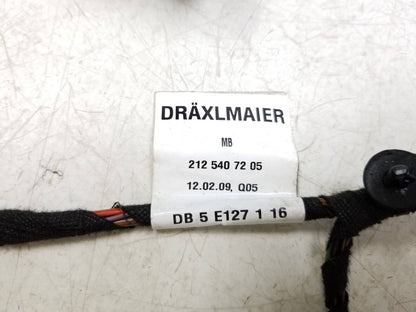 DRÄXLMAIER
MB
212 540 72 05
12.02.09, Q05
DB 5 E127 1 16